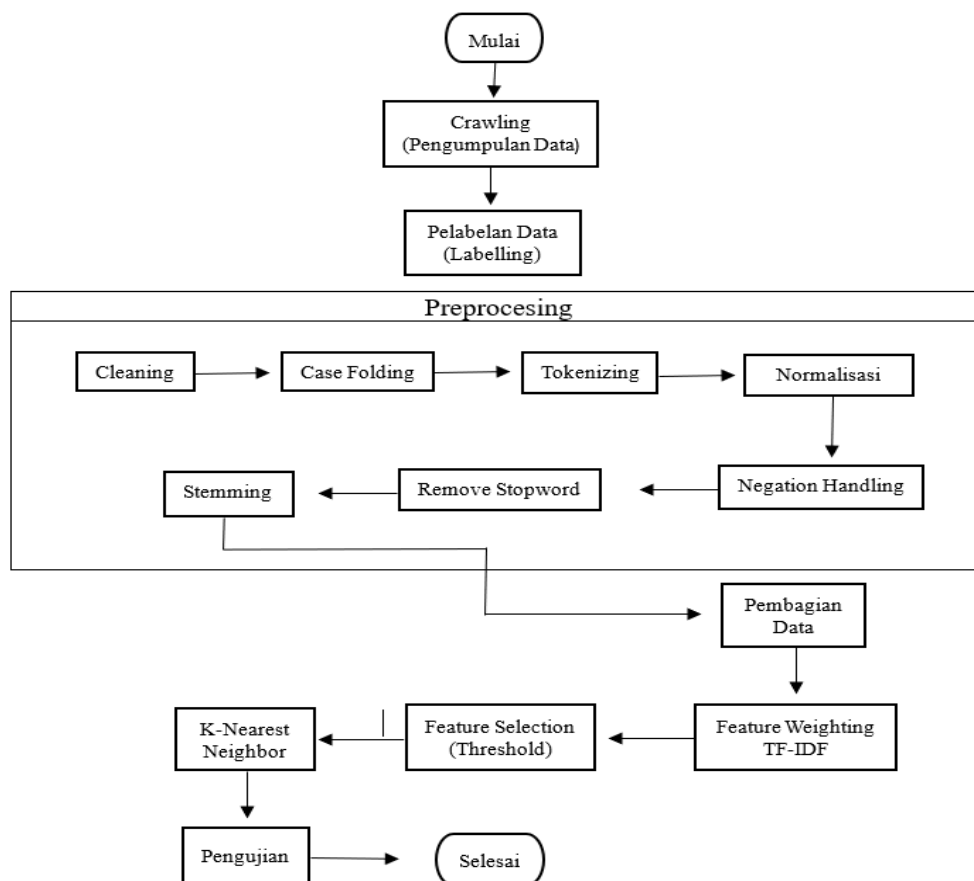 Mulai
Crawling
(Pengumpulan Data)
Pelabelan Data
(Labelling)
Preprocesing
Cleaning
Case Folding
Tokenizing
Normalisasi
Negation Handling
Remove Stopword
Stemming
Pembagian
Data
Feature Weighting
TF-IDF
Feature Selection
(Threshold)
K-Nearest
Neighbor
Pengujian
Selesai